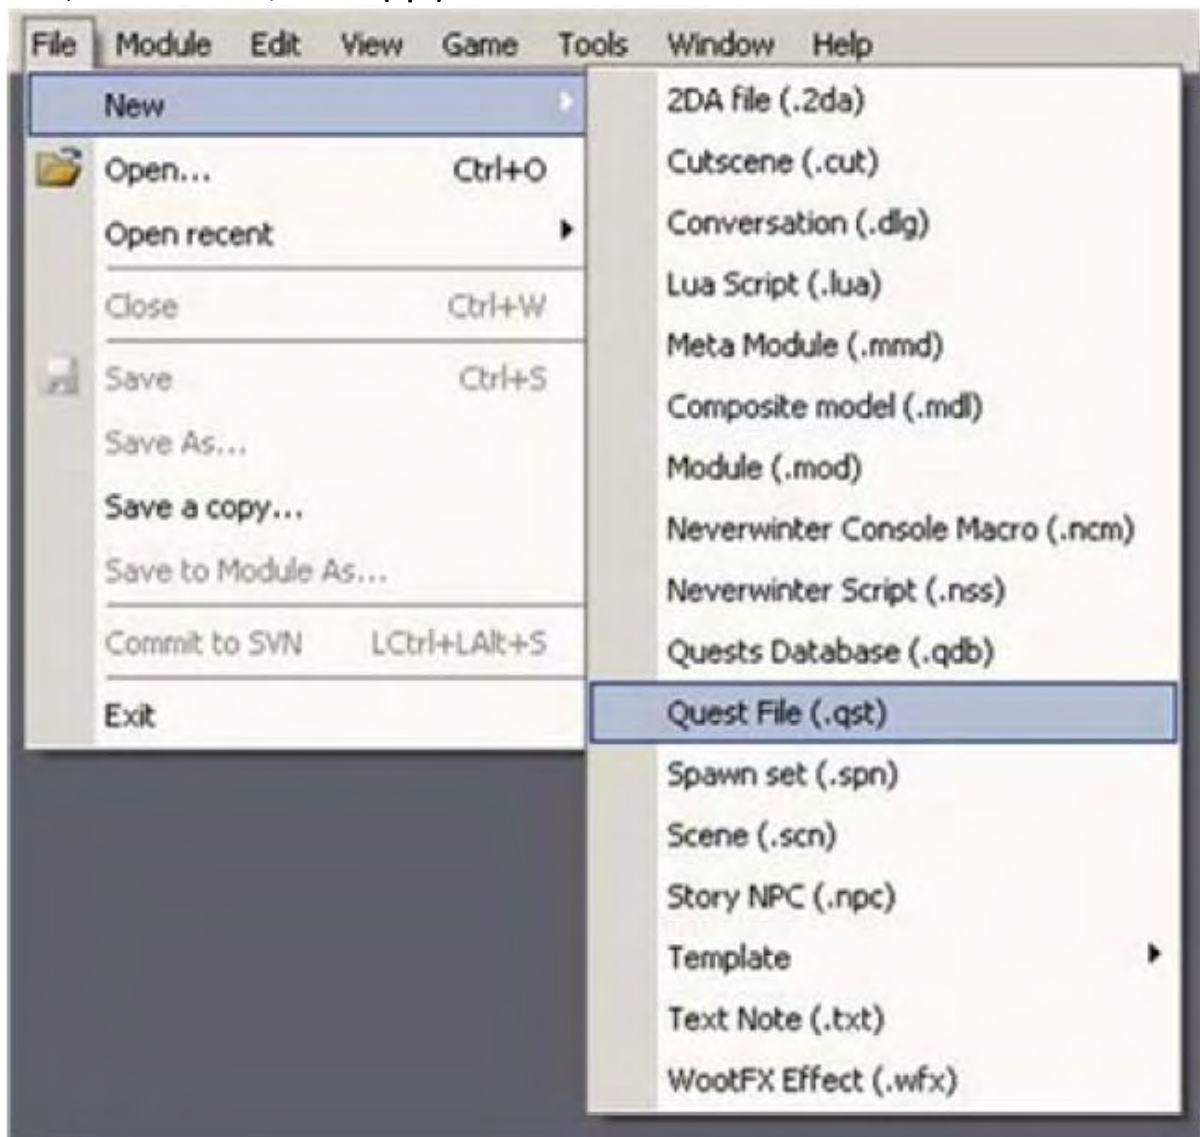 File Module Edit View Game Tools Window Help
New
Open... Ctrl+O
Open recent
Close Ctrl+W
Save Ctrl+S
Save As...
Save a copy...
Save to Module As...
Commit to SVN LCtrl+LAlt+S
Exit
2DA file (.2da)
Cutscene (.cut)
Conversation (.dlg)
Lua Script (.lua)
Meta Module (.mmd)
Composite model (.mdl)
Module (.mod)
Neverwinter Console Macro (.ncm)
Neverwinter Script (.nss)
Quests Database (.qdb)
Quest File (.qst)
Spawn set (.spn)
Scene (.scn)
Story NPC (.npc)
Template
Text Note (.txt)
WootFX Effect (.wfx)